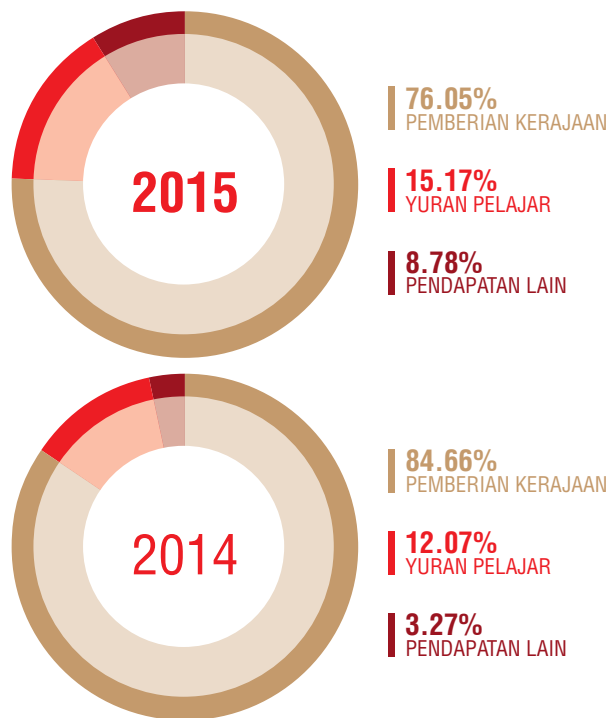 2015
76.05%
PEMBERIAN KERAJAAN
15.17%
YURAN PELAJAR
8.78%
PENDAPATAN LAIN
2014
84.66%
PEMBERIAN KERAJAAN
12.07%
YURAN PELAJAR
3.27%
PENDAPATAN LAIN